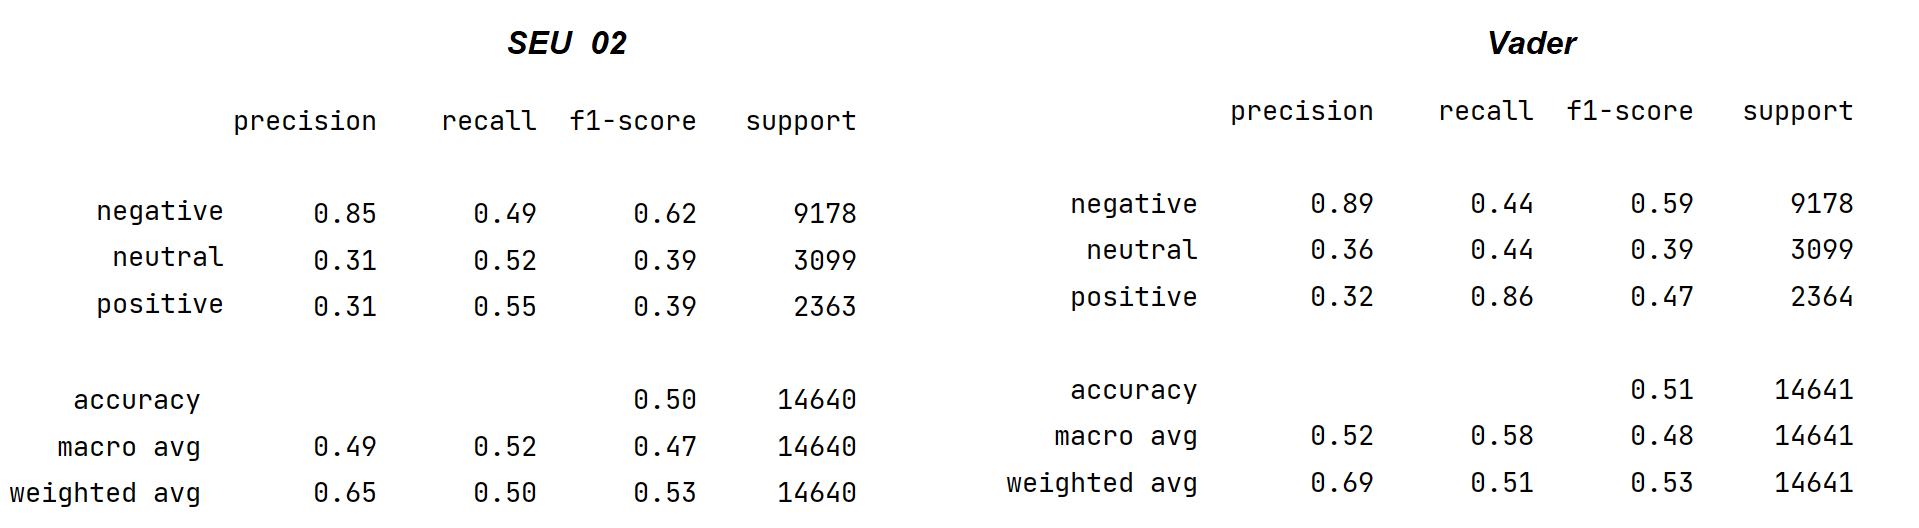 SEU 02
precision recall f1-score support
negative 0.85 0.49 0.62 9178
neutral 0.31 0.52 0.39 3099
positive 0.31 0.55 0.39 2363
accuracy 0.50 14640
macro avg 0.49 0.52 0.47 14640
weighted avg 0.65 0.50 0.53 14640
Vader
precision recall f1-score support
negative 0.89 0.44 0.59 9178
neutral 0.36 0.44 0.39 3099
positive 0.32 0.86 0.47 2364
accuracy 0.51 14641
macro avg 0.52 0.58 0.48 14641
weighted avg 0.69 0.51 0.53 14641